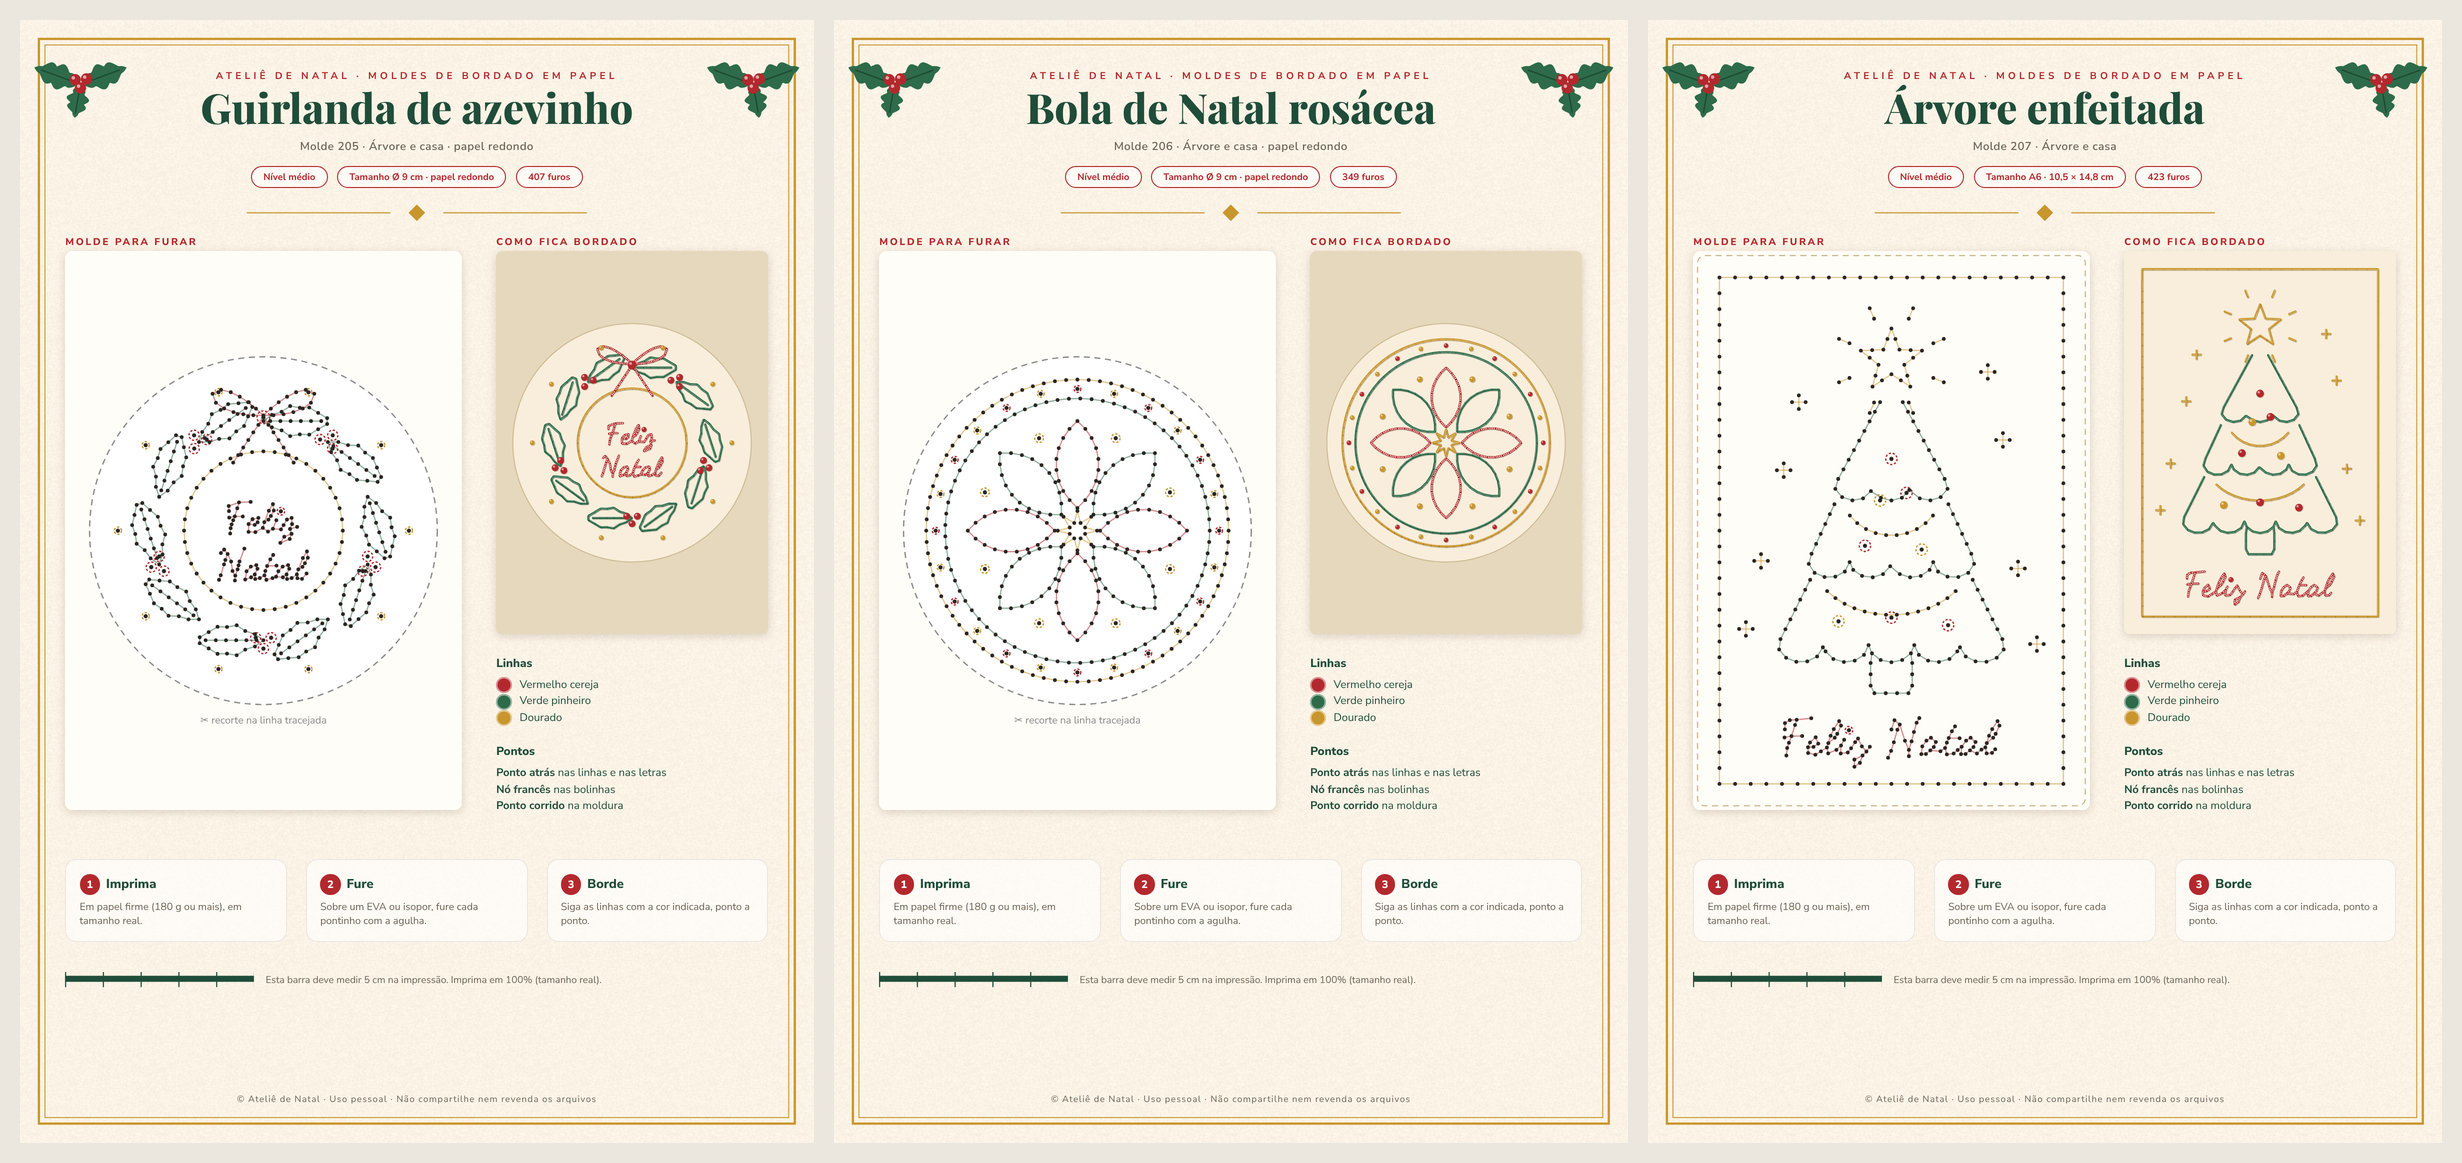 ATELIÊ DE NATAL · MOLDES DE BORDADO EM PAPEL
Guirlanda de azevinho
Molde 205 · Árvore e casa · papel redondo
Nível médio
Tamanho Ø 9 cm · papel redondo
407 furos
MOLDE PARA FURAR
COMO FICA BORDADO
Feliz
Natal
Feliz
Natal
✂ recorte na linha tracejada
Linhas
Vermelho cereja
Verde pinheiro
Dourado
Pontos
Ponto atrás nas linhas e nas letras
Nó francês nas bolinhas
Ponto corrido na moldura
1 Imprima
Em papel firme (180 g ou mais), em
tamanho real.
2 Fure
Sobre um EVA ou isopor, fure cada
pontinho com a agulha.
3 Borde
Siga as linhas com a cor indicada, ponto a
ponto.
Esta barra deve medir 5 cm na impressão. Imprima em 100% (tamanho real).
© Ateliê de Natal · Uso pessoal · Não compartilhe nem revenda os arquivos
ATELIÊ DE NATAL · MOLDES DE BORDADO EM PAPEL
Bola de Natal rosácea
Molde 206 · Árvore e casa · papel redondo
Nível médio
Tamanho Ø 9 cm · papel redondo
349 furos
MOLDE PARA FURAR
COMO FICA BORDADO
✂ recorte na linha tracejada
Linhas
Vermelho cereja
Verde pinheiro
Dourado
Pontos
Ponto atrás nas linhas e nas letras
Nó francês nas bolinhas
Ponto corrido na moldura
1 Imprima
Em papel firme (180 g ou mais), em
tamanho real.
2 Fure
Sobre um EVA ou isopor, fure cada
pontinho com a agulha.
3 Borde
Siga as linhas com a cor indicada, ponto a
ponto.
Esta barra deve medir 5 cm na impressão. Imprima em 100% (tamanho real).
© Ateliê de Natal · Uso pessoal · Não compartilhe nem revenda os arquivos
ATELIÊ DE NATAL · MOLDES DE BORDADO EM PAPEL
Árvore enfeitada
Molde 207 · Árvore e casa
Nível médio
Tamanho A6 · 10,5 × 14,8 cm
423 furos
MOLDE PARA FURAR
COMO FICA BORDADO
Feliz Natal
Feliz Natal
Linhas
Vermelho cereja
Verde pinheiro
Dourado
Pontos
Ponto atrás nas linhas e nas letras
Nó francês nas bolinhas
Ponto corrido na moldura
1 Imprima
Em papel firme (180 g ou mais), em
tamanho real.
2 Fure
Sobre um EVA ou isopor, fure cada
pontinho com a agulha.
3 Borde
Siga as linhas com a cor indicada, ponto a
ponto.
Esta barra deve medir 5 cm na impressão. Imprima em 100% (tamanho real).
© Ateliê de Natal · Uso pessoal · Não compartilhe nem revenda os arquivos